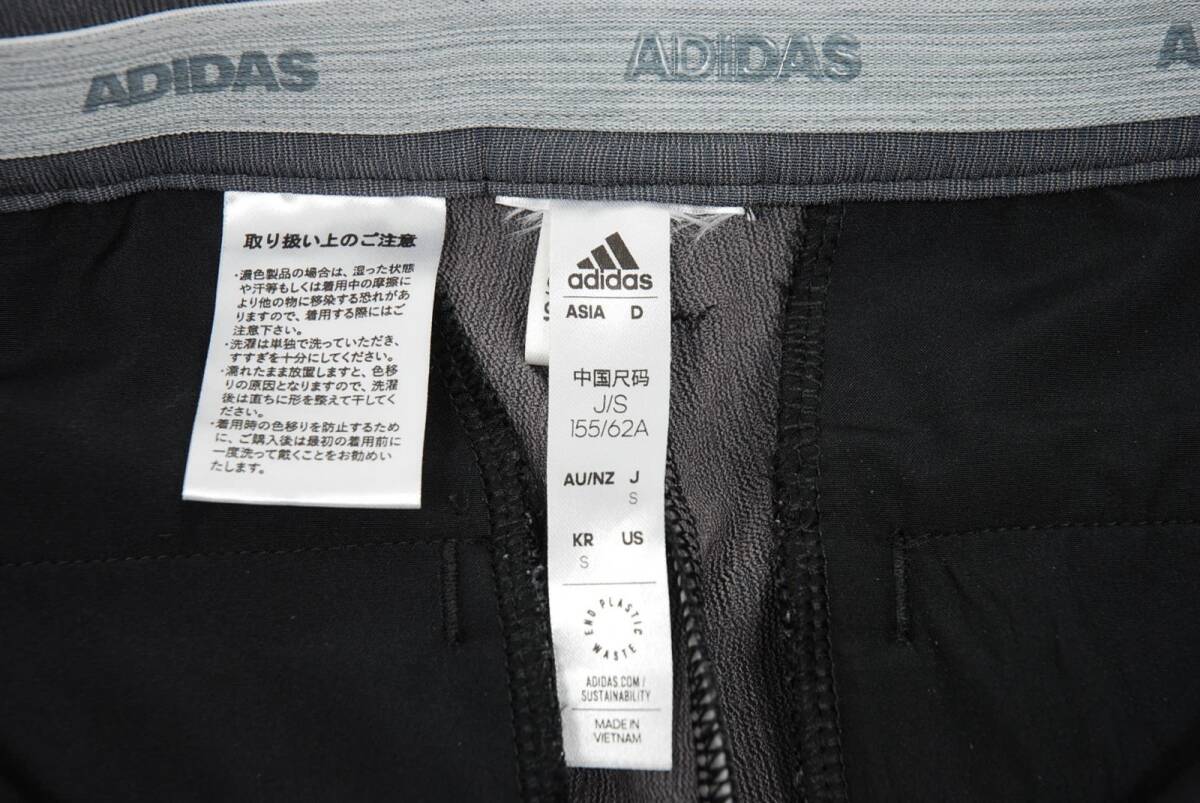 ADIDAS ADIDAS A
取り扱い上のご注意
・濃色製品の場合は、湿った状態
や汗等もしくは着用中の摩擦に
より他の物に移染する恐れがあ
りますので、着用する際にはご
注意下さい。
・洗濯は単独で洗っていただき、
すすぎを十分にしてください。
・濡れたまま放置しますと、色移
りの原因となりますので、洗濯
後は直ちに形を整えて干してく
ださい。
・着用時の色移りを防止するため
に、ご購入後は最初の着用前に
一度洗って戴くことをお勧めい
たします。
adidas
ASIA D
中国尺码
J/S
155/62A
AU/NZ J
S
KR US
S
END PLASTIC WASTE
ADIDAS.COM/
SUSTAINABILITY
MADE IN
VIETNAM